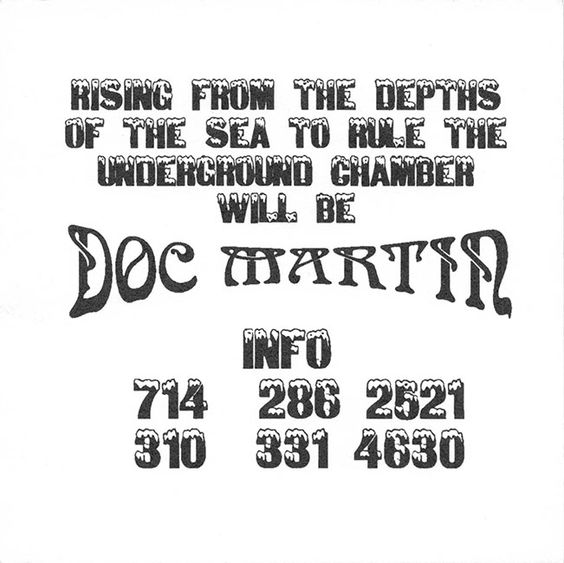 RISING FROM THE DEPTHS
OF THE SEA TO RULE THE
UNDERGROUND CHAMBER
WILL BE
DOC MARTIN
INFO
714 286 2521
310 331 4630